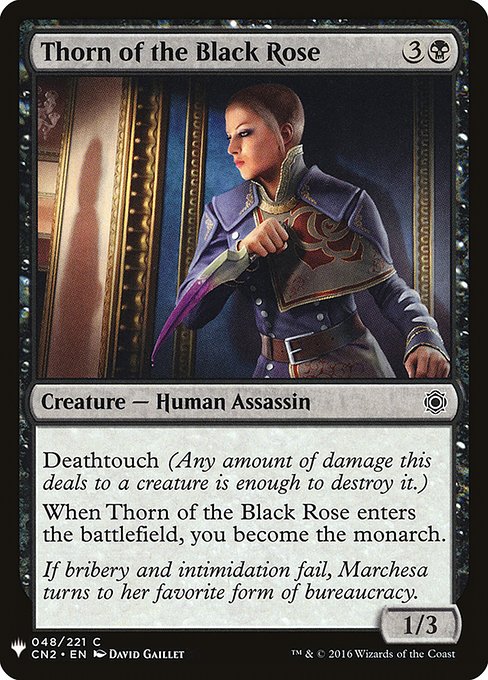 Thorn of the Black Rose 3
Creature — Human Assassin
Deathtouch (Any amount of damage this
deals to a creature is enough to destroy it.)
When Thorn of the Black Rose enters
the battlefield, you become the monarch.
If bribery and intimidation fail, Marchesa
turns to her favorite form of bureaucracy.
1/3
048/221 C
CN2 • EN DAVID GAILLET
™ & © 2016 Wizards of the Coast